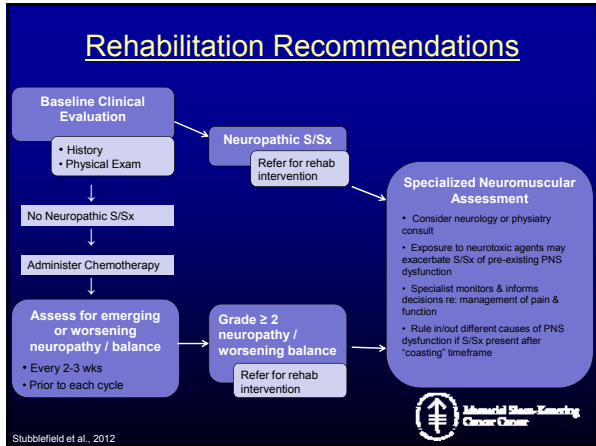 Rehabilitation Recommendations
Baseline Clinical
Evaluation
• History
• Physical Exam
No Neuropathic S/Sx
Administer Chemotherapy
Assess for emerging
or worsening
neuropathy / balance
• Every 2-3 wks
• Prior to each cycle
Neuropathic S/Sx
Refer for rehab
intervention
Grade ≥ 2
neuropathy /
worsening balance
Refer for rehab
intervention
Specialized Neuromuscular
Assessment
• Consider neurology or physiatry
consult
• Exposure to neurotoxic agents may
exacerbate S/Sx of pre-existing PNS
dysfunction
• Specialist monitors & informs
decisions re: management of pain &
function
• Rule in/out different causes of PNS
dysfunction if S/Sx present after
“coasting” timeframe
Memorial Sloan-Kettering
Cancer Center
Stubblefield et al., 2012